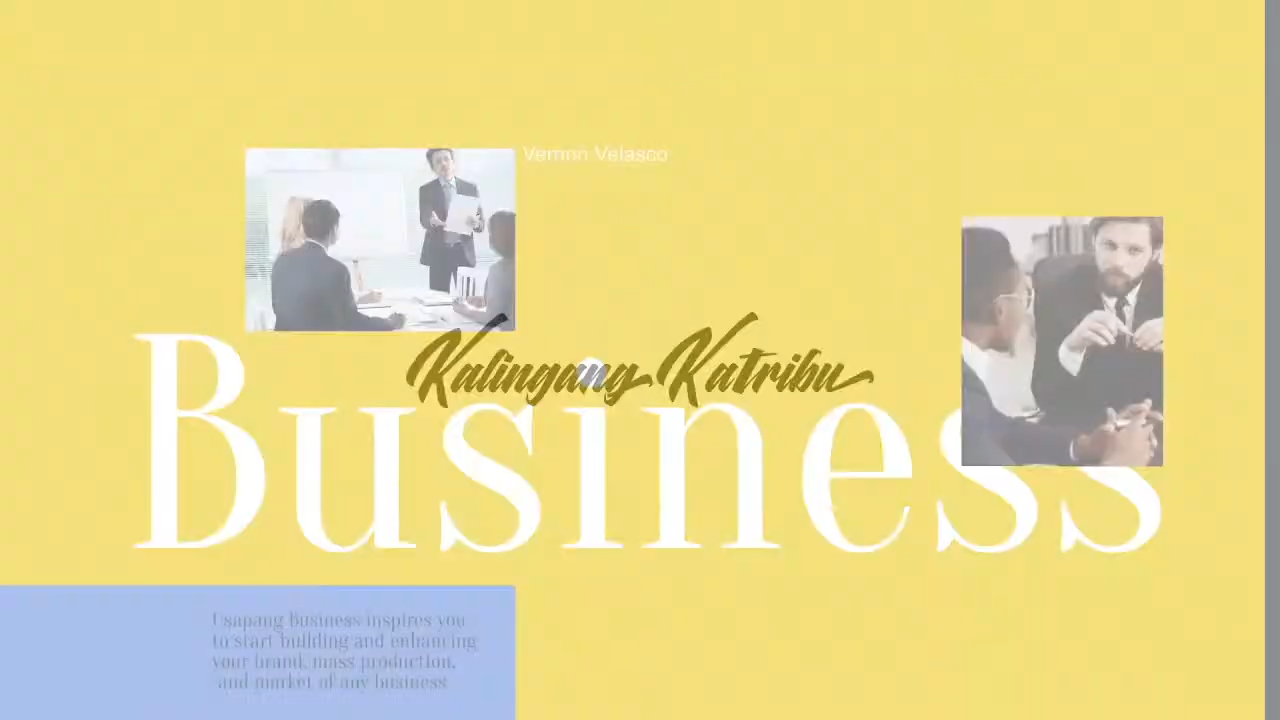 Vernon Velasco
Kalingang Katribu
Business
Usapang Business inspires you
to start building and enhancing
your brand, mass production,
and market of any business